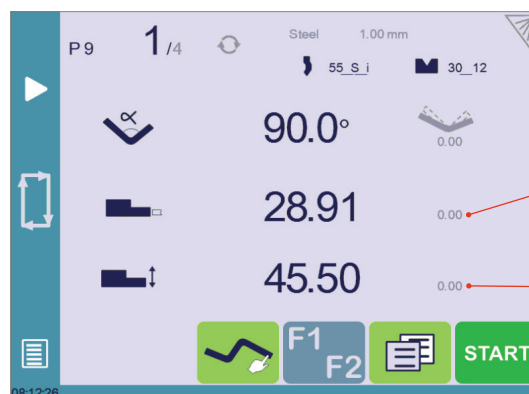 P 9 1/4 Steel 1.00 mm
55_S_i 30_12
α 90.0° 0.00
28.91 0.00
45.50 0.00
F1 F2 START
08:12:26